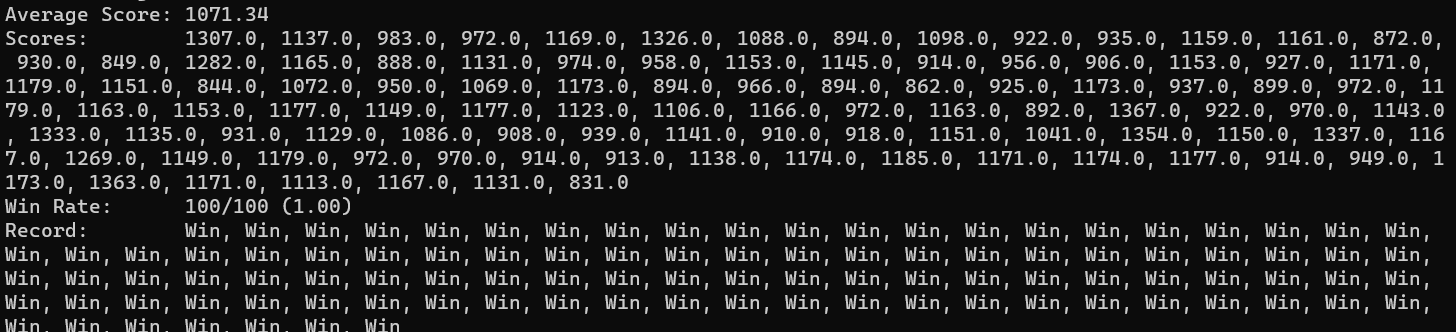 Average Score: 1071.34
Scores:        1307.0, 1137.0, 983.0, 972.0, 1169.0, 1326.0, 1088.0, 894.0, 1098.0, 922.0, 935.0, 1159.0, 1161.0, 872.0,
 930.0, 849.0, 1282.0, 1165.0, 888.0, 1131.0, 974.0, 958.0, 1153.0, 1145.0, 914.0, 956.0, 906.0, 1153.0, 927.0, 1171.0,
1179.0, 1151.0, 844.0, 1072.0, 950.0, 1069.0, 1173.0, 894.0, 966.0, 894.0, 862.0, 925.0, 1173.0, 937.0, 899.0, 972.0, 11
79.0, 1163.0, 1153.0, 1177.0, 1149.0, 1177.0, 1123.0, 1106.0, 1166.0, 972.0, 1163.0, 892.0, 1367.0, 922.0, 970.0, 1143.0
, 1333.0, 1135.0, 931.0, 1129.0, 1086.0, 908.0, 939.0, 1141.0, 910.0, 918.0, 1151.0, 1041.0, 1354.0, 1150.0, 1337.0, 116
7.0, 1269.0, 1149.0, 1179.0, 972.0, 970.0, 914.0, 913.0, 1138.0, 1174.0, 1185.0, 1171.0, 1174.0, 1177.0, 914.0, 949.0, 1
173.0, 1363.0, 1171.0, 1113.0, 1167.0, 1131.0, 831.0
Win Rate:      100/100 (1.00)
Record:        Win, Win, Win, Win, Win, Win, Win, Win, Win, Win, Win, Win, Win, Win, Win, Win, Win, Win, Win, Win, Win,
Win, Win, Win, Win, Win, Win, Win, Win, Win, Win, Win, Win, Win, Win, Win, Win, Win, Win, Win, Win, Win, Win, Win, Win,
Win, Win, Win, Win, Win, Win, Win, Win, Win, Win, Win, Win, Win, Win, Win, Win, Win, Win, Win, Win, Win, Win, Win, Win,
Win, Win, Win, Win, Win, Win, Win, Win, Win, Win, Win, Win, Win, Win, Win, Win, Win, Win, Win, Win, Win, Win, Win, Win,
Win, Win, Win, Win, Win, Win, Win